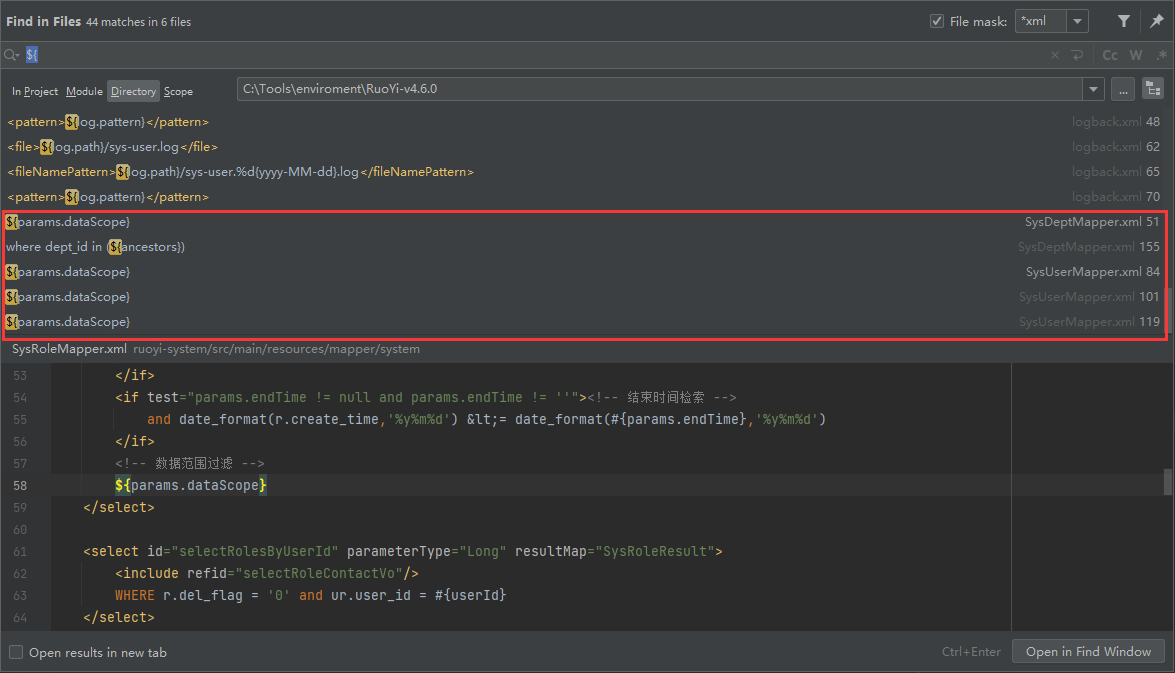 Find in Files 44 matches in 6 files File mask: *xml
${ Cc W .*
In Project Module Directory Scope C:\Tools\enviroment\RuoYi-v4.6.0 ...
<pattern>${log.pattern}</pattern> logback.xml 48
<file>${log.path}/sys-user.log</file> logback.xml 62
<fileNamePattern>${log.path}/sys-user.%d{yyyy-MM-dd}.log</fileNamePattern> logback.xml 65
<pattern>${log.pattern}</pattern> logback.xml 70
${params.dataScope} SysDeptMapper.xml 51
where dept_id in (${ancestors}) SysDeptMapper.xml 155
${params.dataScope} SysUserMapper.xml 84
${params.dataScope} SysUserMapper.xml 101
${params.dataScope} SysUserMapper.xml 119
SysRoleMapper.xml ruoyi-system/src/main/resources/mapper/system
53 </if>
54 <if test="params.endTime != null and params.endTime != ''"><!-- 结束时间检索 -->
55 and date_format(r.create_time,'%y%m%d') &lt;= date_format(#{params.endTime},'%y%m%d')
56 </if>
57 <!-- 数据范围过滤 -->
58 ${params.dataScope}
59 </select>
60
61 <select id="selectRolesByUserId" parameterType="Long" resultMap="SysRoleResult">
62 <include refid="selectRoleContactVo"/>
63 WHERE r.del_flag = '0' and ur.user_id = #{userId}
64 </select>
Open results in new tab Ctrl+Enter Open in Find Window